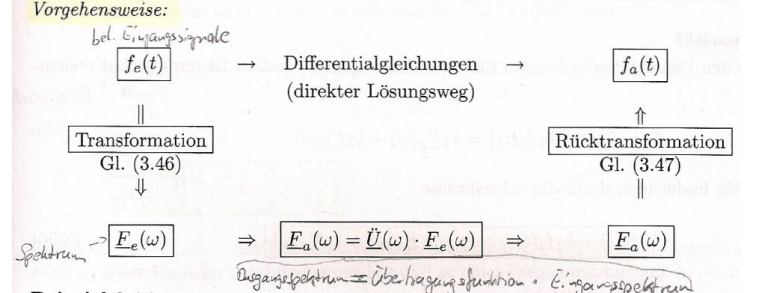 Vorgehensweise:
bel. Eingangssignale
f_e(t) → Differentialgleichungen → f_a(t)
(direkter Lösungsweg)
Transformation Rücktransformation
Gl. (3.46) Gl. (3.47)
Spektrum → F_e(ω) ⇒ F_a(ω) = Ü(ω) · F_e(ω) ⇒ F_a(ω)
Ausgangsspektrum = Übertragungsfunktion · Eingangsspektrum